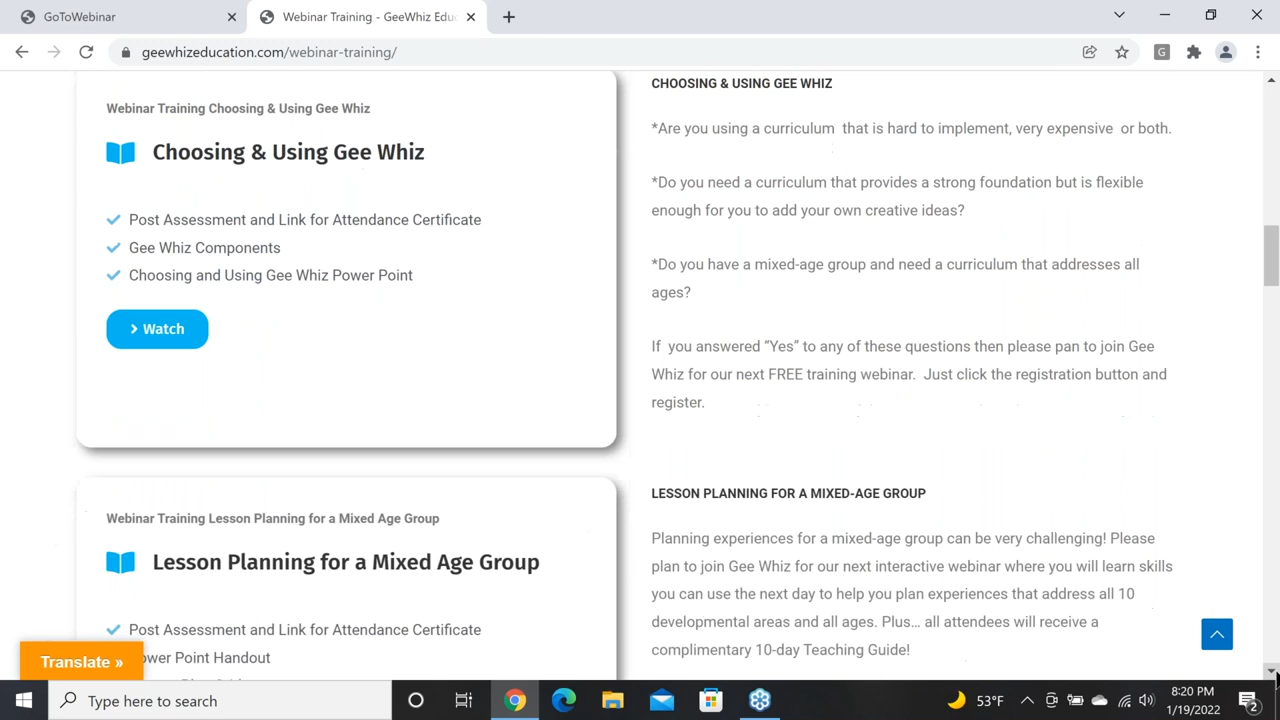 GoToWebinar
Webinar Training - GeeWhiz Edu
geewhizeducation.com/webinar-training/
G
Webinar Training Choosing & Using Gee Whiz
Choosing & Using Gee Whiz
Post Assessment and Link for Attendance Certificate
Gee Whiz Components
Choosing and Using Gee Whiz Power Point
Watch
CHOOSING & USING GEE WHIZ
*Are you using a curriculum that is hard to implement, very expensive or both.
*Do you need a curriculum that provides a strong foundation but is flexible
enough for you to add your own creative ideas?
*Do you have a mixed-age group and need a curriculum that addresses all
ages?
If you answered “Yes” to any of these questions then please pan to join Gee
Whiz for our next FREE training webinar. Just click the registration button and
register.
Webinar Training Lesson Planning for a Mixed Age Group
Lesson Planning for a Mixed Age Group
Post Assessment and Link for Attendance Certificate
ower Point Handout
LESSON PLANNING FOR A MIXED-AGE GROUP
Planning experiences for a mixed-age group can be very challenging! Please
plan to join Gee Whiz for our next interactive webinar where you will learn skills
you can use the next day to help you plan experiences that address all 10
developmental areas and all ages. Plus... all attendees will receive a
complimentary 10-day Teaching Guide!
Translate »
Type here to search
53°F
8:20 PM
1/19/2022
2